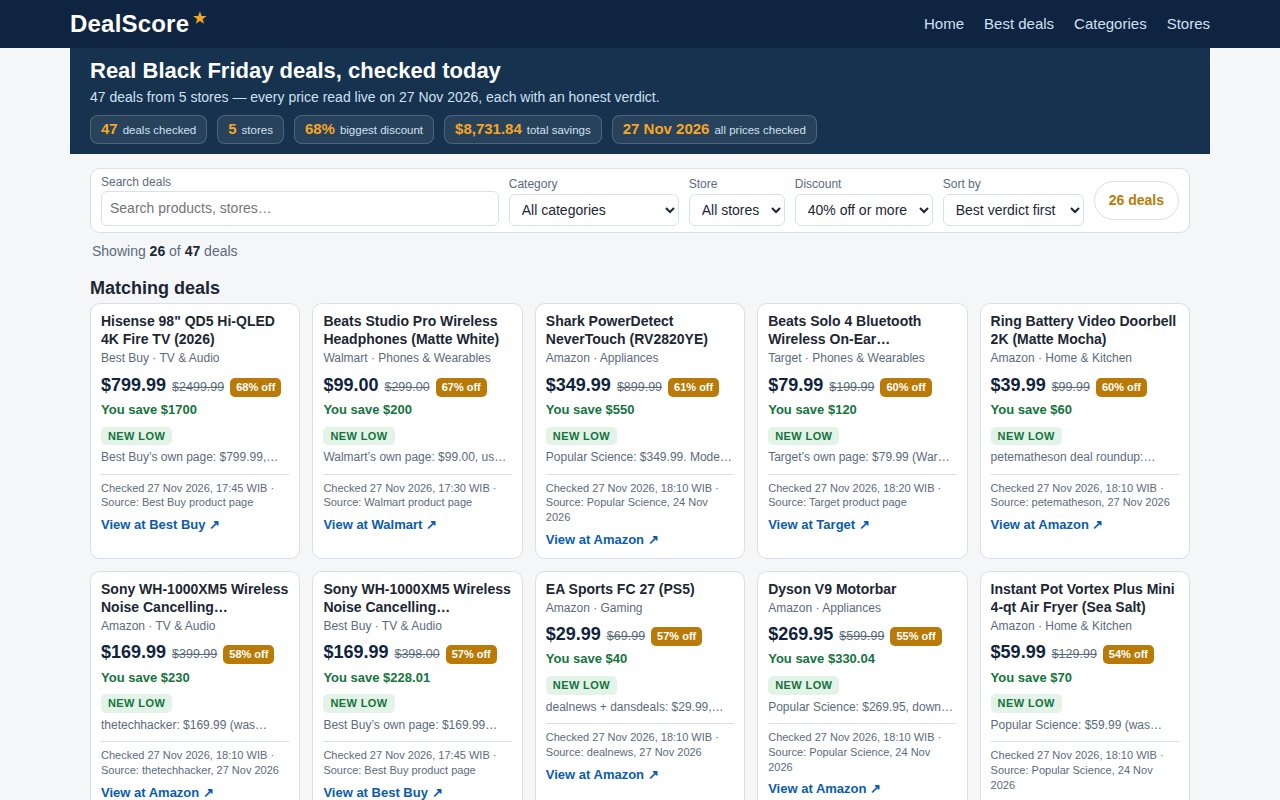 DealScore ★
Home Best deals Categories Stores
Real Black Friday deals, checked today
47 deals from 5 stores — every price read live on 27 Nov 2026, each with an honest verdict.
47 deals checked 5 stores 68% biggest discount $8,731.84 total savings 27 Nov 2026 all prices checked
Search deals Category Store Discount Sort by
Search products, stores… All categories All stores 40% off or more Best verdict first 26 deals
Showing 26 of 47 deals
Matching deals
Hisense 98" QD5 Hi-QLED
4K Fire TV (2026)
Best Buy · TV & Audio
$799.99 $2499.99 68% off
You save $1700
NEW LOW
Best Buy’s own page: $799.99,…
Checked 27 Nov 2026, 17:45 WIB ·
Source: Best Buy product page
View at Best Buy ↗
Beats Studio Pro Wireless
Headphones (Matte White)
Walmart · Phones & Wearables
$99.00 $299.00 67% off
You save $200
NEW LOW
Walmart’s own page: $99.00, us…
Checked 27 Nov 2026, 17:30 WIB ·
Source: Walmart product page
View at Walmart ↗
Shark PowerDetect
NeverTouch (RV2820YE)
Amazon · Appliances
$349.99 $899.99 61% off
You save $550
NEW LOW
Popular Science: $349.99. Mode…
Checked 27 Nov 2026, 18:10 WIB ·
Source: Popular Science, 24 Nov
2026
View at Amazon ↗
Beats Solo 4 Bluetooth
Wireless On-Ear…
Target · Phones & Wearables
$79.99 $199.99 60% off
You save $120
NEW LOW
Target’s own page: $79.99 (War…
Checked 27 Nov 2026, 18:20 WIB ·
Source: Target product page
View at Target ↗
Ring Battery Video Doorbell
2K (Matte Mocha)
Amazon · Home & Kitchen
$39.99 $99.99 60% off
You save $60
NEW LOW
petematheson deal roundup:…
Checked 27 Nov 2026, 18:10 WIB ·
Source: petematheson, 27 Nov 2026
View at Amazon ↗
Sony WH-1000XM5 Wireless
Noise Cancelling…
Amazon · TV & Audio
$169.99 $399.99 58% off
You save $230
NEW LOW
thetechhacker: $169.99 (was…
Checked 27 Nov 2026, 18:10 WIB ·
Source: thetechhacker, 27 Nov 2026
View at Amazon ↗
Sony WH-1000XM5 Wireless
Noise Cancelling…
Best Buy · TV & Audio
$169.99 $398.00 57% off
You save $228.01
NEW LOW
Best Buy’s own page: $169.99…
Checked 27 Nov 2026, 17:45 WIB ·
Source: Best Buy product page
View at Best Buy ↗
EA Sports FC 27 (PS5)
Amazon · Gaming
$29.99 $69.99 57% off
You save $40
NEW LOW
dealnews + dansdeals: $29.99,…
Checked 27 Nov 2026, 18:10 WIB ·
Source: dealnews, 27 Nov 2026
View at Amazon ↗
Dyson V9 Motorbar
Amazon · Appliances
$269.95 $599.99 55% off
You save $330.04
NEW LOW
Popular Science: $269.95, down…
Checked 27 Nov 2026, 18:10 WIB ·
Source: Popular Science, 24 Nov
2026
View at Amazon ↗
Instant Pot Vortex Plus Mini
4-qt Air Fryer (Sea Salt)
Amazon · Home & Kitchen
$59.99 $129.99 54% off
You save $70
NEW LOW
Popular Science: $59.99 (was…
Checked 27 Nov 2026, 18:10 WIB ·
Source: Popular Science, 24 Nov
2026